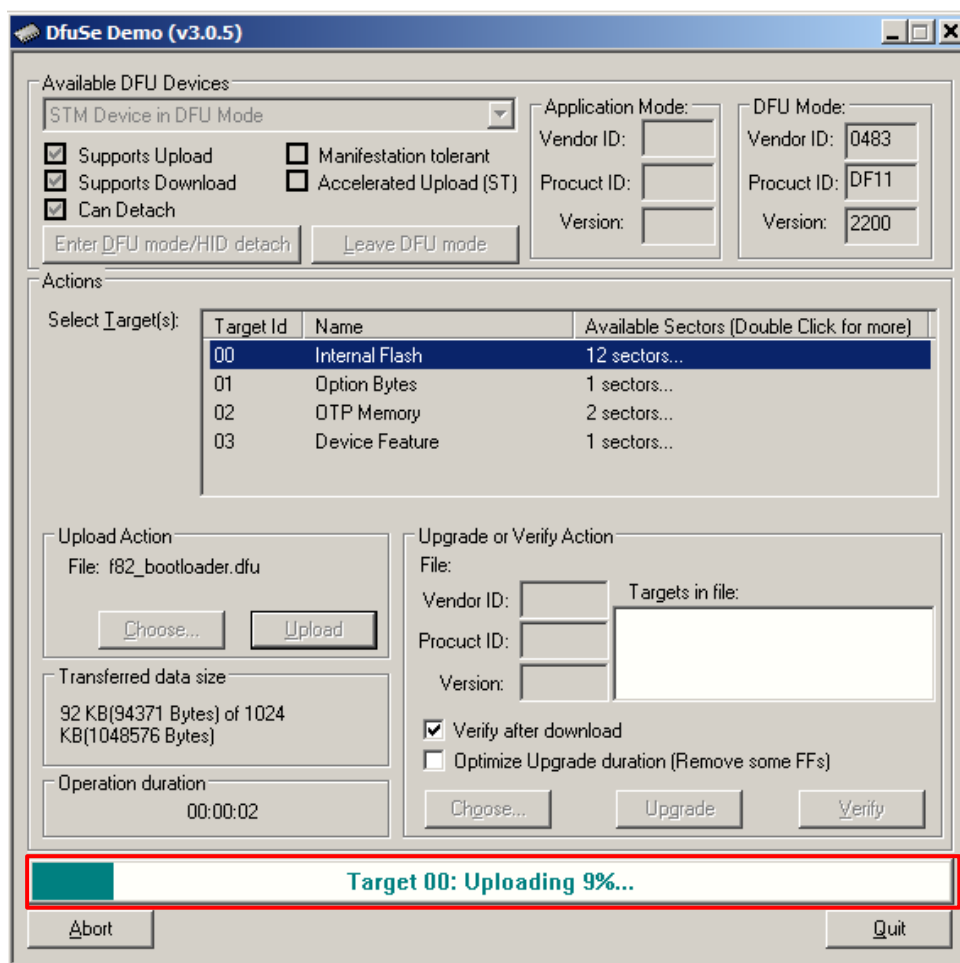 DfuSe Demo (v3.0.5)
Available DFU Devices
STM Device in DFU Mode
Supports Upload
Manifestation tolerant
Supports Download
Accelerated Upload (ST)
Can Detach
Enter DFU mode/HID detach
Leave DFU mode
Application Mode:
Vendor ID:
Procuct ID:
Version:
DFU Mode:
Vendor ID: 0483
Procuct ID: DF11
Version: 2200
Actions
Select Target(s):
Target Id Name Available Sectors (Double Click for more)
00 Internal Flash 12 sectors...
01 Option Bytes 1 sectors...
02 OTP Memory 2 sectors...
03 Device Feature 1 sectors...
Upload Action
File: f82_bootloader.dfu
Choose... Upload
Transferred data size
92 KB(94371 Bytes) of 1024
KB(1048576 Bytes)
Operation duration
00:00:02
Upgrade or Verify Action
File:
Vendor ID:
Procuct ID:
Version:
Targets in file:
Verify after download
Optimize Upgrade duration (Remove some FFs)
Choose... Upgrade Verify
Target 00: Uploading 9%...
Abort Quit